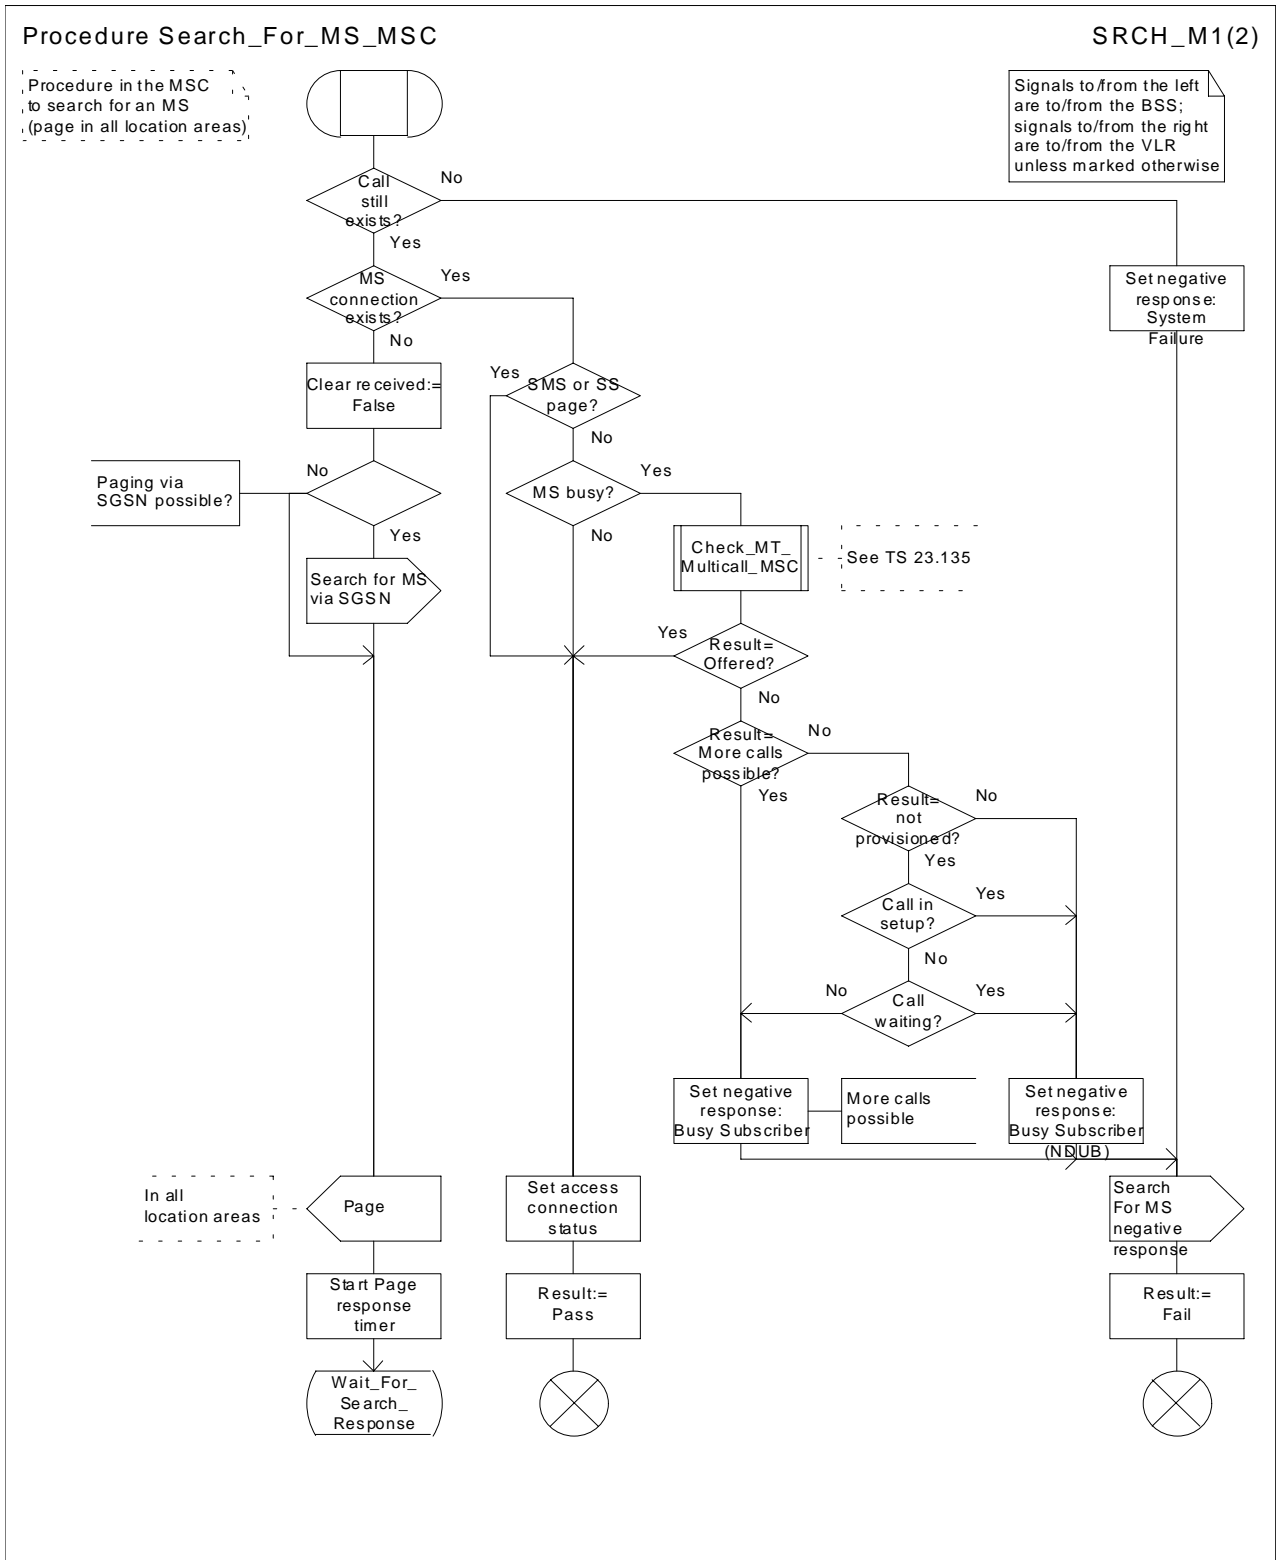 Procedure Search_For_MS_MSC
SRCH_M1(2)
Procedure in the MSC
to search for an MS
(page in all location areas)
Signals to/from the left
are to/from the BSS;
signals to/from the right
are to/from the VLR
unless marked otherwise
Call
still
exists?
No
Yes
MS
connection
exists?
Yes
No
Set negative
response:
System
Failure
Clear received:=
False
Yes
SMS or SS
page?
No
Paging via
SGSN possible?
No
Yes
MS busy?
Yes
No
Search for MS
via SGSN
Check_MT_
Multicall_MSC
See TS 23.135
Yes
Result=
Offered?
No
Result=
More calls
possible?
No
Yes
Result=
not
provisioned?
No
Yes
Call in
setup?
Yes
No
No
Call
waiting?
Yes
Set negative
response:
Busy Subscriber
More calls
possible
Set negative
response:
Busy Subscriber
(NDUB)
In all
location areas
Page
Set access
connection
status
Search
For MS
negative
response
Start Page
response
timer
Result:=
Pass
Result:=
Fail
Wait_For_
Search_
Response